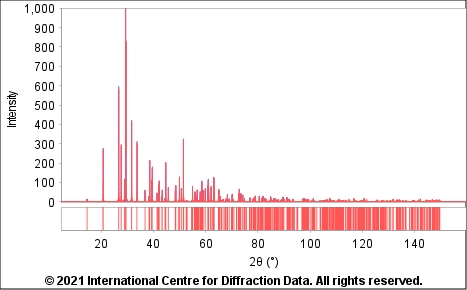 1,000
900
800
700
600
500
400
300
200
100
0
Intensity
20 40 60 80 100 120 140
2θ (°)
© 2021 International Centre for Diffraction Data. All rights reserved.